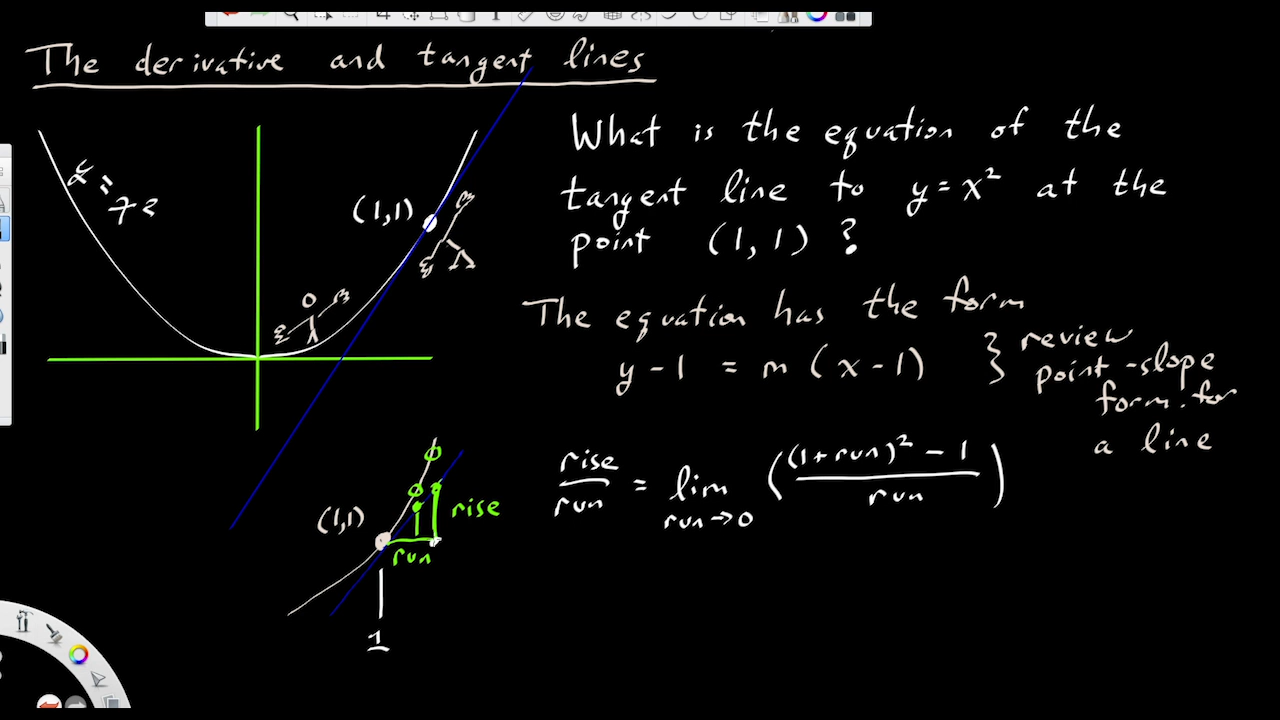 The derivative and tangent lines
What is the equation of the
tangent line to y = x² at the
point (1, 1) ?
(1,1)
The equation has the form
y - 1 = m (x - 1) } review
point-slope
form for
a line
rise/run = lim run→0 ((1+run)² - 1 / run)
(1,1)
rise
run
1